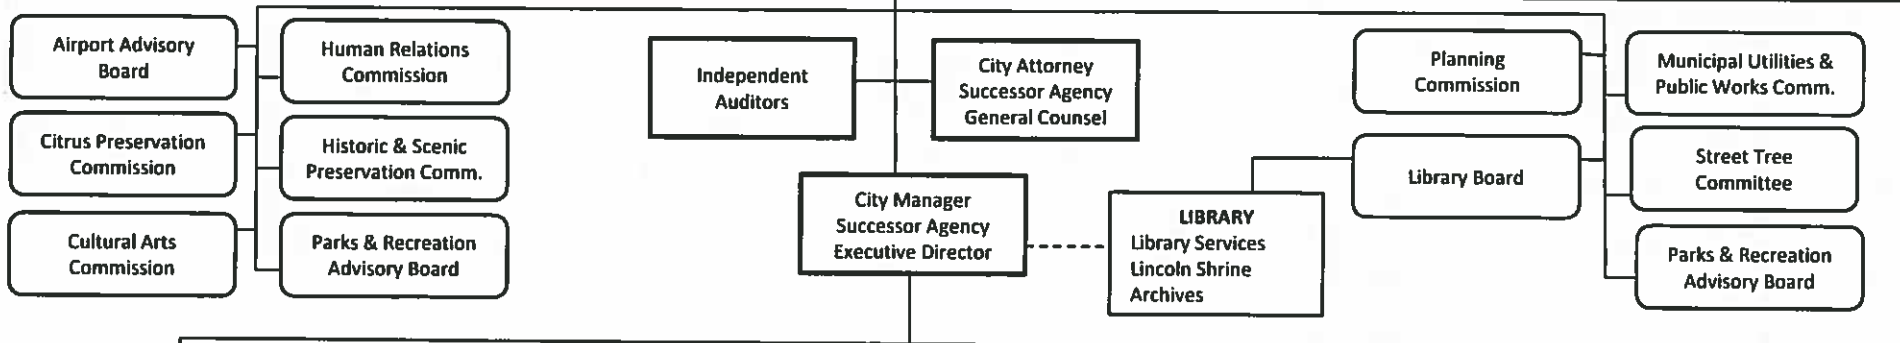 Airport Advisory
Board
Human Relations
Commission
Citrus Preservation
Commission
Historic & Scenic
Preservation Comm.
Cultural Arts
Commission
Parks & Recreation
Advisory Board
Independent
Auditors
City Attorney
Successor Agency
General Counsel
City Manager
Successor Agency
Executive Director
LIBRARY
Library Services
Lincoln Shrine
Archives
Planning
Commission
Municipal Utilities &
Public Works Comm.
Library Board
Street Tree
Committee
Parks & Recreation
Advisory Board